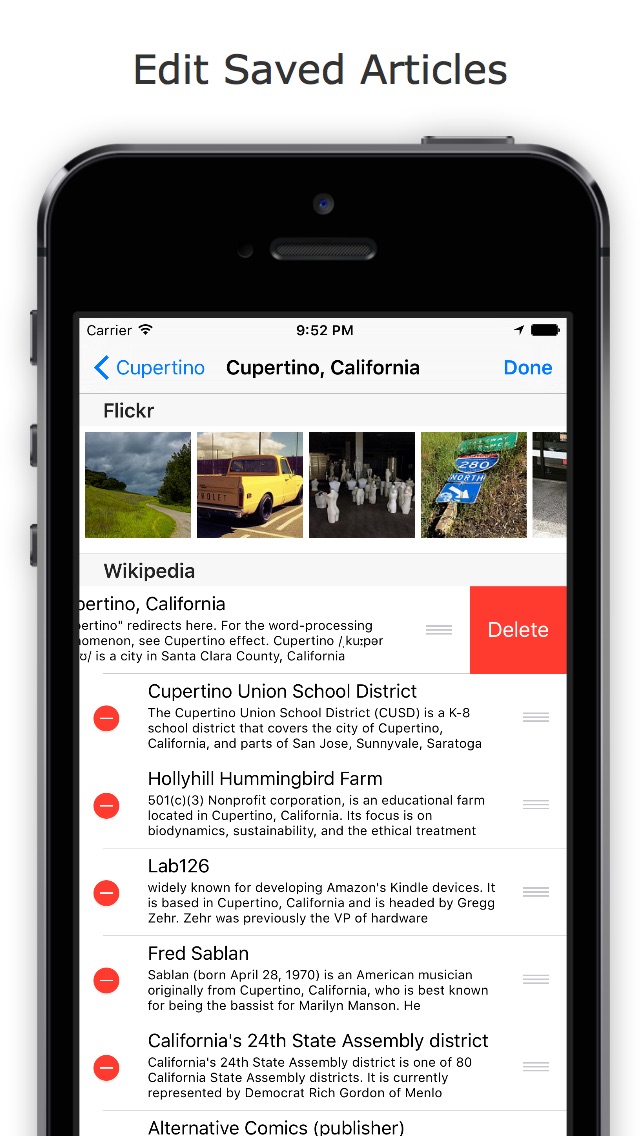 Edit Saved Articles
Carrier 9:52 PM
Cupertino Cupertino, California Done
Flickr
280
NORTH
Wikipedia
pertino, California
pertino" redirects here. For the word-processing
nomenon, see Cupertino effect. Cupertino /ˌkuːpər
oʊ/ is a city in Santa Clara County, California
Delete
Cupertino Union School District
The Cupertino Union School District (CUSD) is a K-8
school district that covers the city of Cupertino,
California, and parts of San Jose, Sunnyvale, Saratoga
Hollyhill Hummingbird Farm
501(c)(3) Nonprofit corporation, is an educational farm
located in Cupertino, California. Its focus is on
biodynamics, sustainability, and the ethical treatment
Lab126
widely known for developing Amazon's Kindle devices. It
is based in Cupertino, California and is headed by Gregg
Zehr. Zehr was previously the VP of hardware
Fred Sablan
Sablan (born April 28, 1970) is an American musician
originally from Cupertino, California, who is best known
for being the bassist for Marilyn Manson. He
California's 24th State Assembly district
California's 24th State Assembly district is one of 80
California State Assembly districts. It is currently
represented by Democrat Rich Gordon of Menlo
Alternative Comics (publisher)